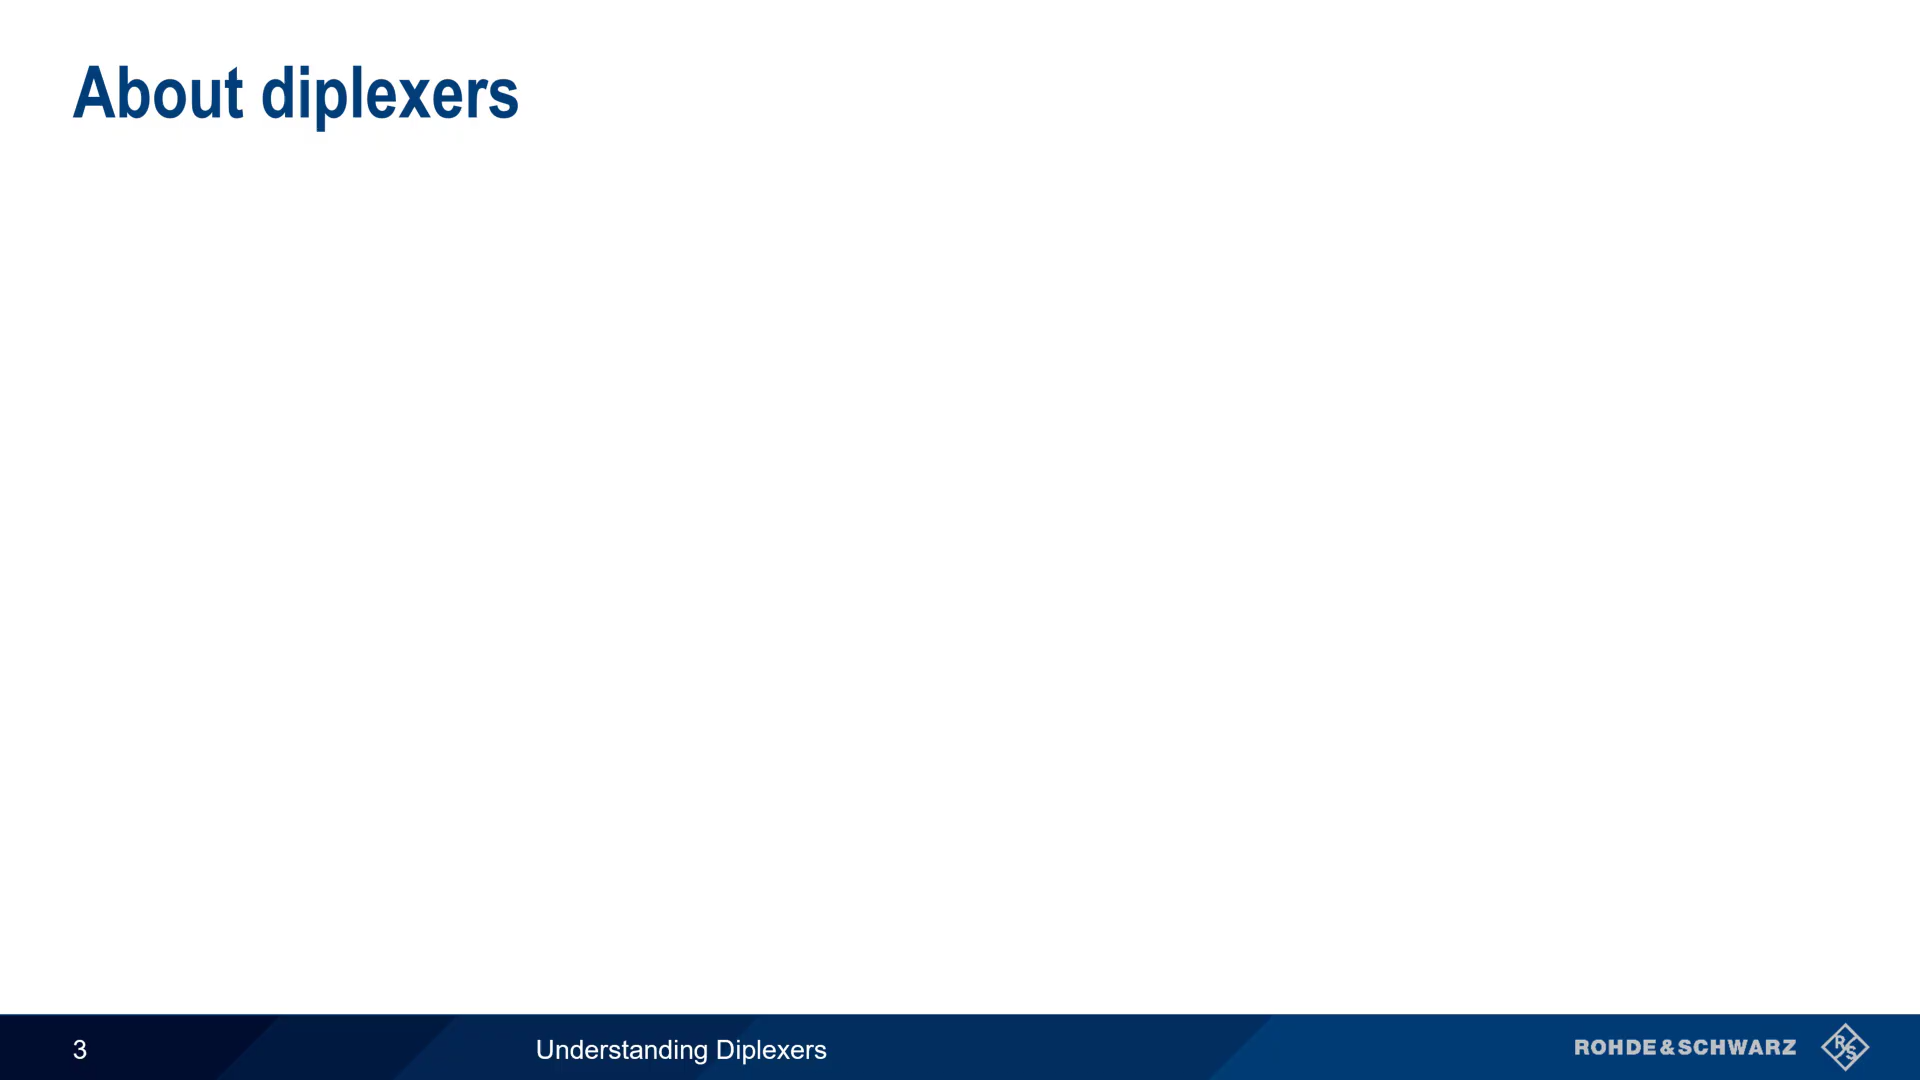 About diplexers
3
Understanding Diplexers
ROHDE&SCHWARZ
R
S